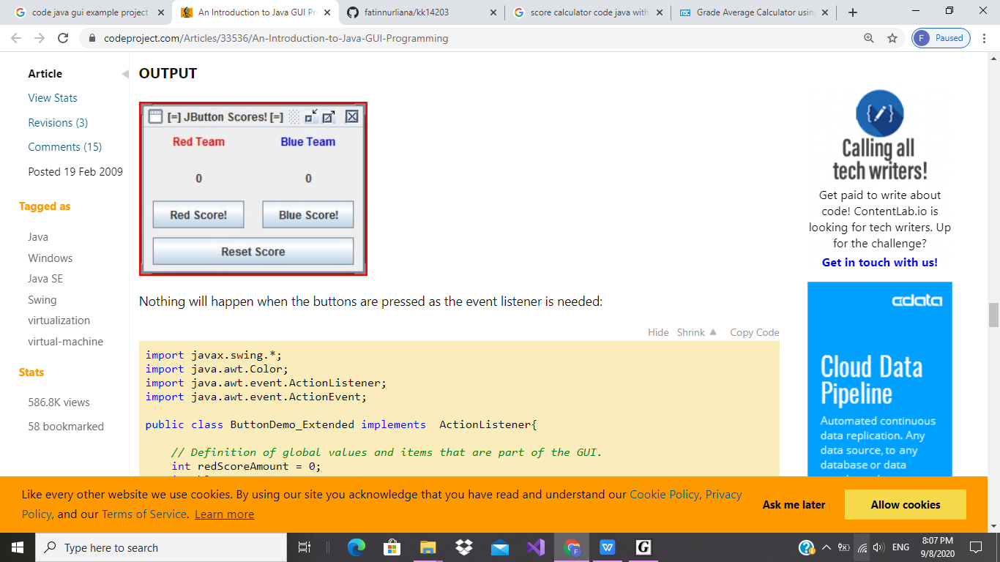 code java gui example project
An Introduction to Java GUI Pr
fatinnurliana/kk14203
score calculator code java with
Grade Average Calculator usin
codeproject.com/Articles/33536/An-Introduction-to-Java-GUI-Programming
F
Paused
Article
View Stats
Revisions (3)
Comments (15)
Posted 19 Feb 2009
Tagged as
Java
Windows
Java SE
Swing
virtualization
virtual-machine
Stats
586.8K views
58 bookmarked
OUTPUT
[=] JButton Scores! [=]
Red Team
Blue Team
0
0
Red Score!
Blue Score!
Reset Score
Nothing will happen when the buttons are pressed as the event listener is needed:
Hide Shrink Copy Code
import javax.swing.*;
import java.awt.Color;
import java.awt.event.ActionListener;
import java.awt.event.ActionEvent;
public class ButtonDemo_Extended implements  ActionListener{
// Definition of global values and items that are part of the GUI.
int redScoreAmount = 0;
Calling all
tech writers!
Get paid to write about
code! ContentLab.io is
looking for tech writers. Up
for the challenge?
Get in touch with us!
cdata
Cloud Data
Pipeline
Automated continuous
data replication. Any
data source, to any
database or data
Like every other website we use cookies. By using our site you acknowledge that you have read and understand our Cookie Policy, Privacy
Policy, and our Terms of Service. Learn more
Ask me later
Allow cookies
Type here to search
ENG
8:07 PM
9/8/2020